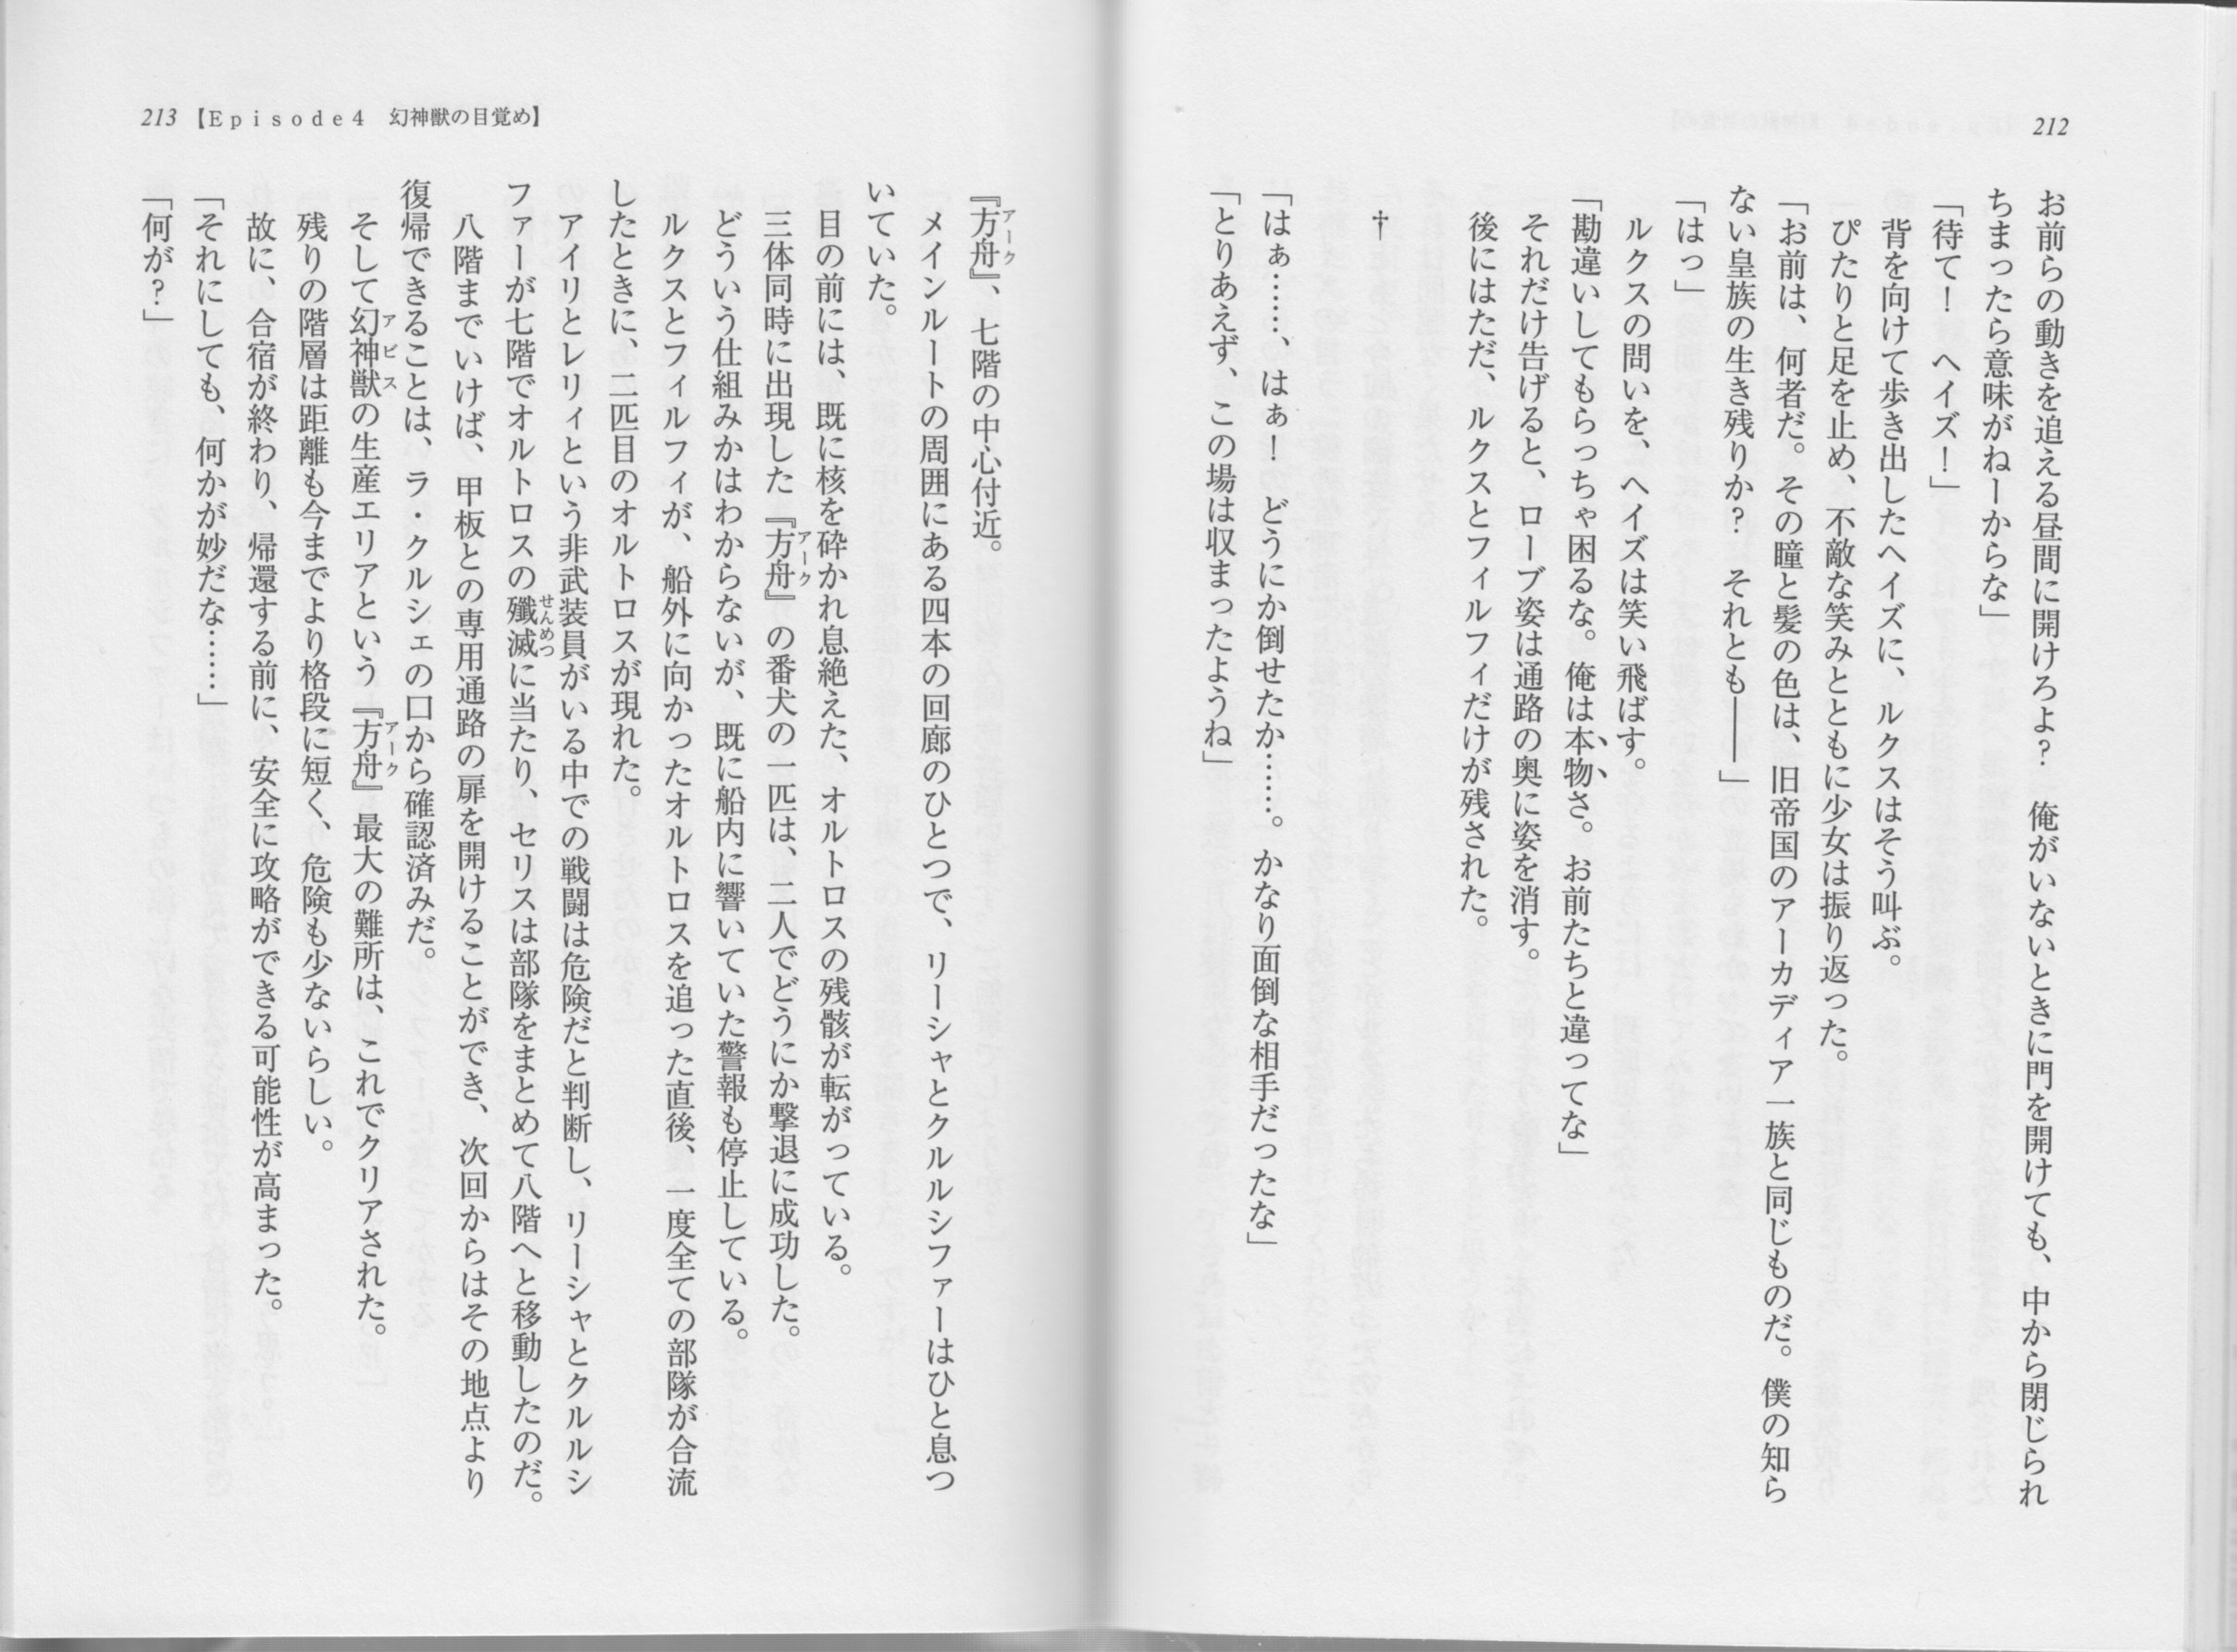 212
お前らの動きを追える昼間に開けろよ？　俺がいないときに門を開けても、中から閉じられ
ちまったら意味がねーからな」
「待て！　ヘイズ！」
背を向けて歩き出したヘイズに、ルクスはそう叫ぶ。
ぴたりと足を止め、不敵な笑みとともに少女は振り返った。
「お前は、何者だ。その瞳と髪の色は、旧帝国のアーカディア一族と同じものだ。僕の知ら
ない皇族の生き残りか？　それとも――」
「はっ」
ルクスの問いを、ヘイズは笑い飛ばす。
「勘違いしてもらっちゃ困るな。俺は本物さ。お前たちと違ってな」
それだけ告げると、ローブ姿は通路の奥に姿を消す。
後にはただ、ルクスとフィルフィだけが残された。
†
「はぁ……、はぁ！　どうにか倒せたか……。かなり面倒な相手だったな」
「とりあえず、この場は収まったようね」
213【Episode4　幻神獣の目覚め】
『方舟』、七階の中心付近。
アーク
メインルートの周囲にある四本の回廊のひとつで、リーシャとクルルシファーはひと息つ
いていた。
目の前には、既に核を砕かれ息絶えた、オルトロスの残骸が転がっている。
三体同時に出現した『方舟』の番犬の一匹は、二人でどうにか撃退に成功した。
アーク
どういう仕組みかはわからないが、既に船内に響いていた警報も停止している。
ルクスとフィルフィが、船外に向かったオルトロスを追った直後、一度全ての部隊が合流
したときに、二匹目のオルトロスが現れた。
アイリとレリィという非武装員がいる中での戦闘は危険だと判断し、リーシャとクルルシ
ファーが七階でオルトロスの殲滅に当たり、セリスは部隊をまとめて八階へと移動したのだ。
せんめつ
八階までいけば、甲板との専用通路の扉を開けることができ、次回からはその地点より
復帰できることは、ラ・クルシェの口から確認済みだ。
そして幻神獣の生産エリアという『方舟』最大の難所は、これでクリアされた。
アビス
アーク
残りの階層は距離も今までより格段に短く、危険も少ないらしい。
故に、合宿が終わり、帰還する前に、安全に攻略ができる可能性が高まった。
「それにしても、何かが妙だな……」
「何が？」